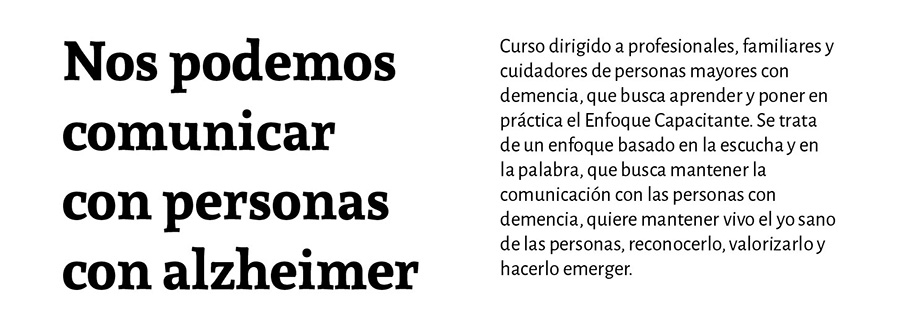 Nos podemos
comunicar
con personas
con alzheimer
Curso dirigido a profesionales, familiares y
cuidadores de personas mayores con
demencia, que busca aprender y poner en
práctica el Enfoque Capacitante. Se trata
de un enfoque basado en la escucha y en
la palabra, que busca mantener la
comunicación con las personas con
demencia, quiere mantener vivo el yo sano
de las personas, reconocerlo, valorizarlo y
hacerlo emerger.